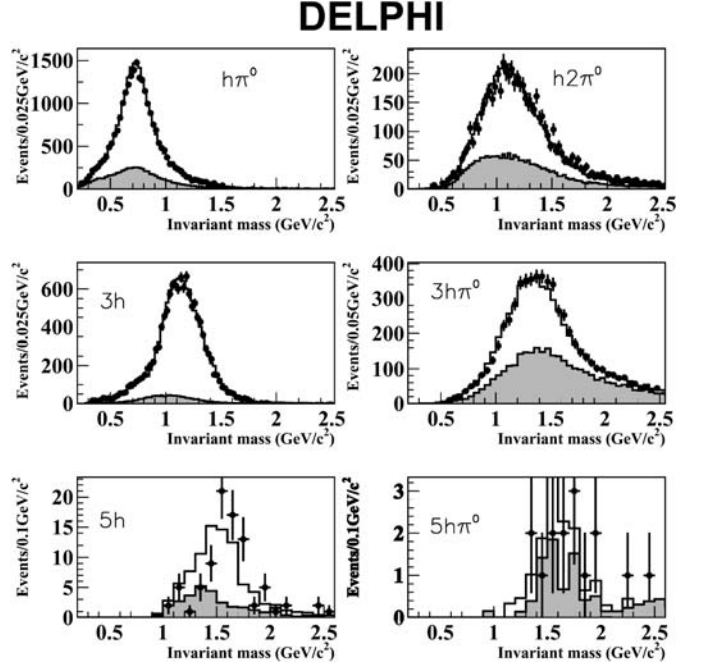 DELPHI
Events/0.025GeV/c²
1500
1000
500
0
hπ⁰
0.5 1 1.5 2 2.5
Invariant mass (GeV/c²)
Events/0.025GeV/c²
200
150
100
50
0
h2π⁰
0.5 1 1.5 2 2.5
Invariant mass (GeV/c²)
Events/0.025GeV/c²
600
400
200
0
3h
0.5 1 1.5 2 2.5
Invariant mass (GeV/c²)
Events/0.05GeV/c²
400
300
200
100
0
3hπ⁰
0.5 1 1.5 2 2.5
Invariant mass (GeV/c²)
Events/0.1GeV/c²
20
15
10
5
0
5h
0.5 1 1.5 2 2.5
Invariant mass (GeV/c²)
Events/0.1GeV/c²
3
2
1
0
5hπ⁰
0.5 1 1.5 2 2.5
Invariant mass (GeV/c²)